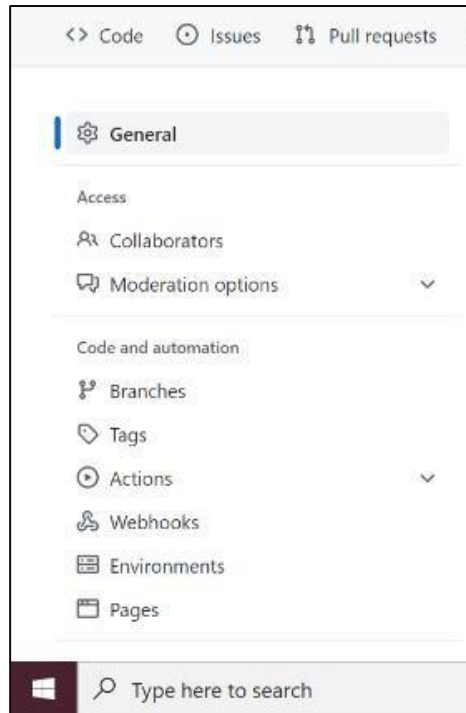 Code Issues Pull requests
General
Access
Collaborators
Moderation options
Code and automation
Branches
Tags
Actions
Webhooks
Environments
Pages
Type here to search